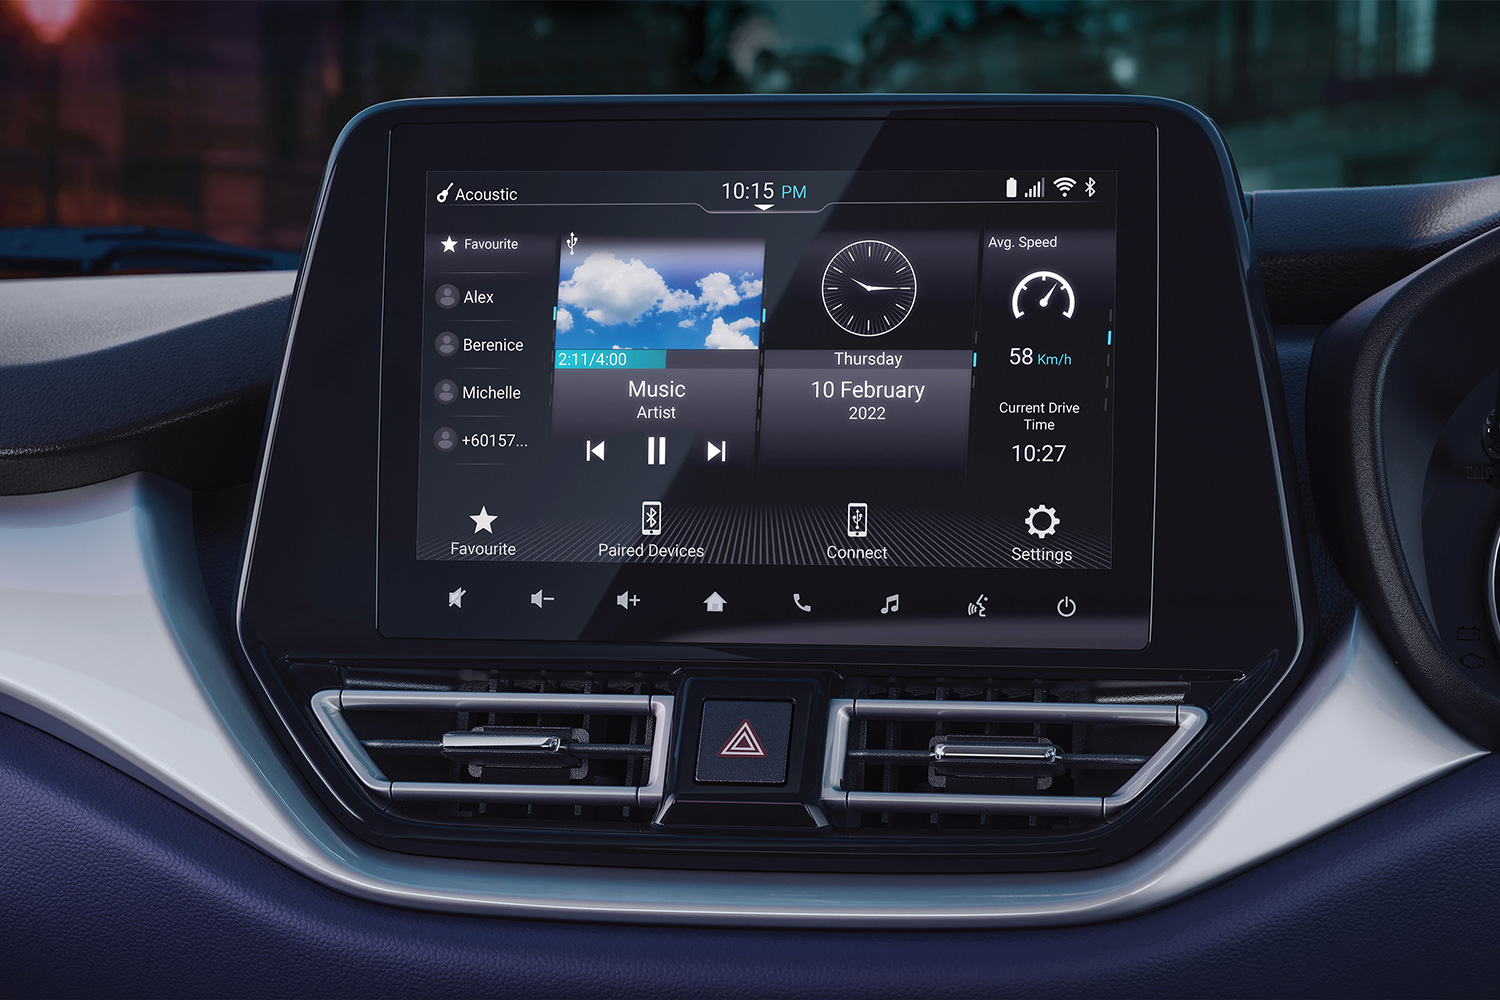 Acoustic
10:15 PM
Favourite
Alex
Berenice
Michelle
+60157...
2:11/4:00
Music
Artist
Thursday
10 February
2022
Avg. Speed
58 Km/h
Current Drive
Time
10:27
Favourite
Paired Devices
Connect
Settings